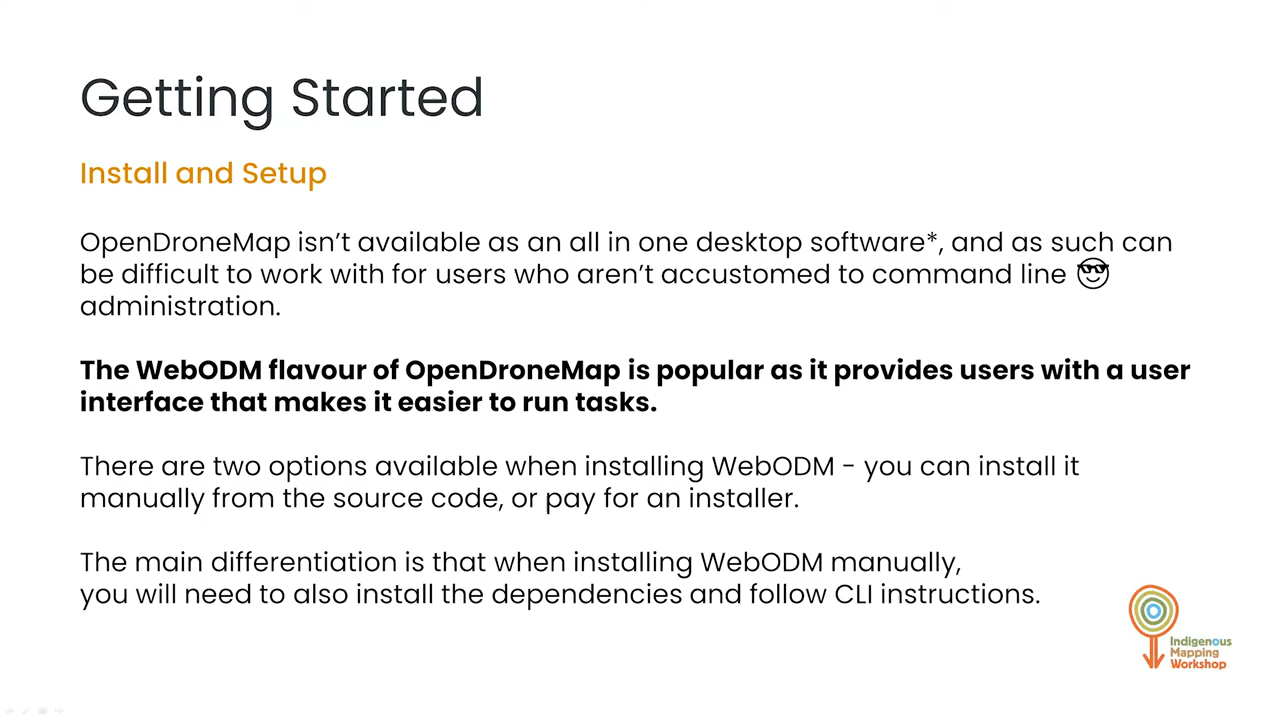 Getting Started
Install and Setup
OpenDroneMap isn't available as an all in one desktop software*, and as such can
be difficult to work with for users who aren't accustomed to command line 😎
administration.
The WebODM flavour of OpenDroneMap is popular as it provides users with a user
interface that makes it easier to run tasks.
There are two options available when installing WebODM - you can install it
manually from the source code, or pay for an installer.
The main differentiation is that when installing WebODM manually,
you will need to also install the dependencies and follow CLI instructions.
Indigenous
Mapping
Workshop